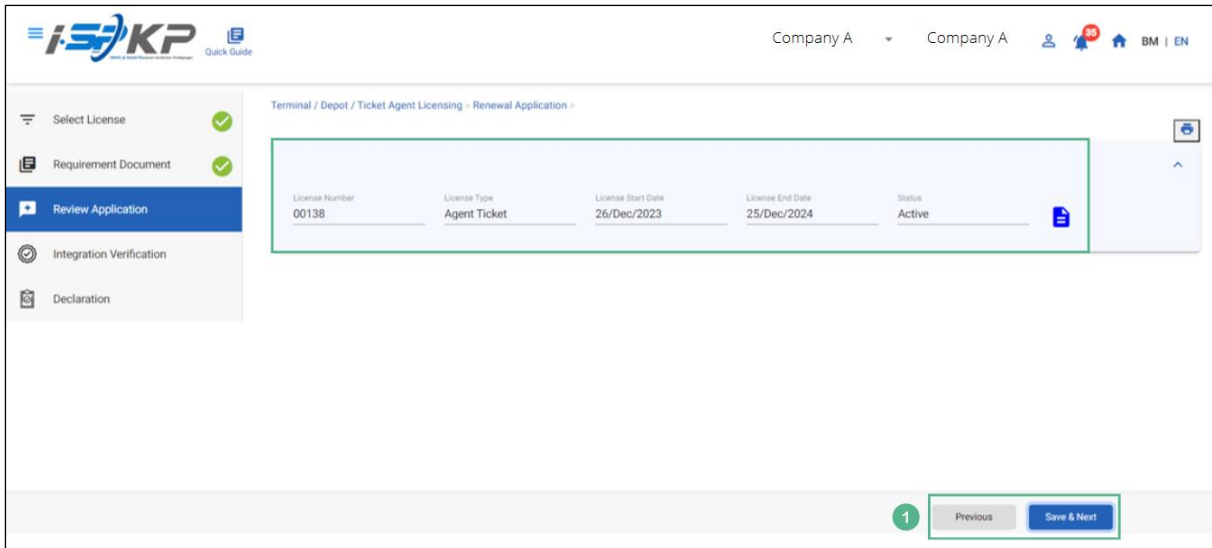 i-SPKP
Quick Guide
Company A
Company A
35
BM | EN
Select License
Requirement Document
Review Application
Integration Verification
Declaration
Terminal / Depot / Ticket Agent Licensing > Renewal Application >
License Number
00138
License Type
Agent Ticket
License Start Date
26/Dec/2023
License End Date
25/Dec/2024
Status
Active
1
Previous
Save & Next